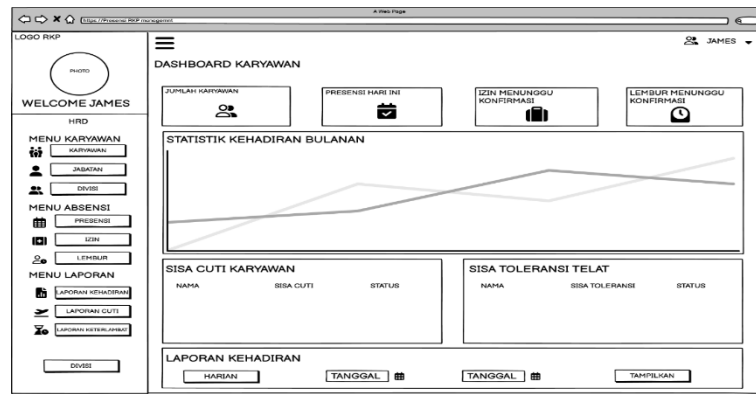 A Web Page
https://Presensi RKP management
LOGO RKP
JAMES
PHOTO
WELCOME JAMES
HRD
MENU KARYAWAN
KARYAWAN
JABATAN
DIVISI
MENU ABSENSI
PRESENSI
IZIN
LEMBUR
MENU LAPORAN
LAPORAN KEHADIRAN
LAPORAN CUTI
LAPORAN KETERLAMBAT
DIVISI
DASHBOARD KARYAWAN
JUMLAH KARYAWAN
PRESENSI HARI INI
IZIN MENUNGGU
KONFIRMASI
LEMBUR MENUNGGU
KONFIRMASI
STATISTIK KEHADIRAN BULANAN
SISA CUTI KARYAWAN
NAMA SISA CUTI STATUS
SISA TOLERANSI TELAT
NAMA SISA TOLERANSI STATUS
LAPORAN KEHADIRAN
HARIAN TANGGAL TANGGAL TAMPILKAN